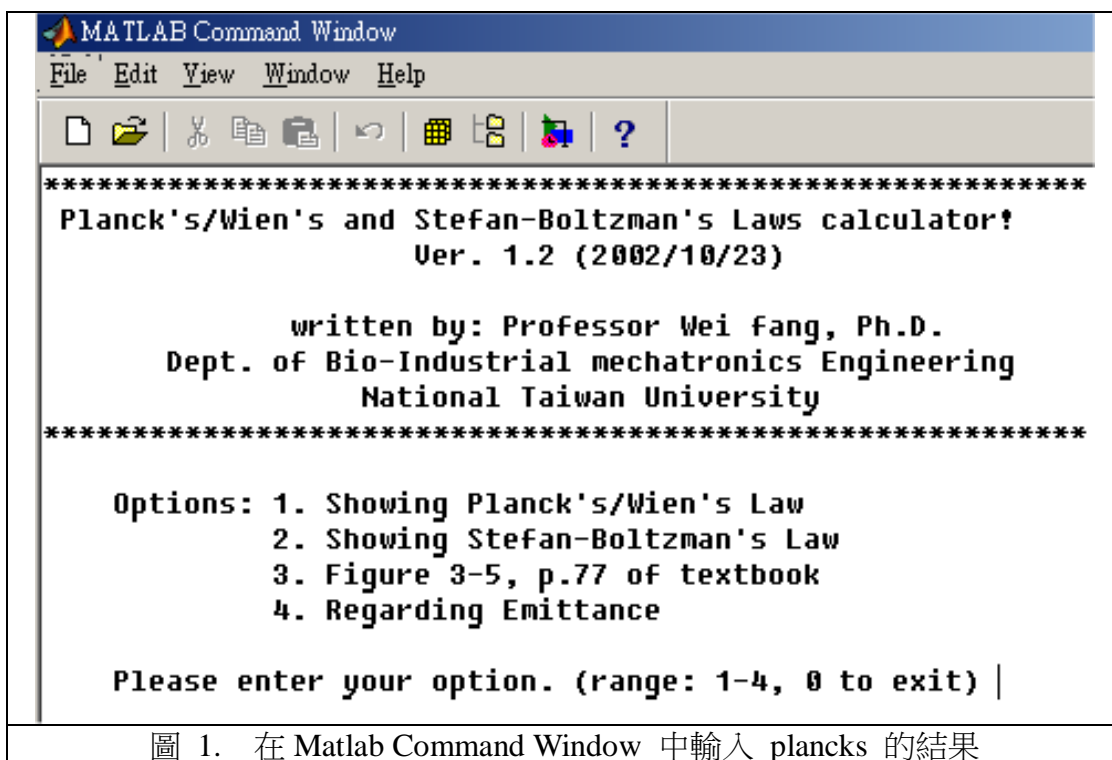 MATLAB Command Window
File Edit View Window Help
?
***********************************************************
Planck's/Wien's and Stefan-Boltzman's Laws calculator!
Ver. 1.2 (2002/10/23)
written by: Professor Wei fang, Ph.D.
Dept. of Bio-Industrial mechatronics Engineering
National Taiwan University
***********************************************************
Options: 1. Showing Planck's/Wien's Law
2. Showing Stefan-Boltzman's Law
3. Figure 3-5, p.77 of textbook
4. Regarding Emittance
Please enter your option. (range: 1-4, 0 to exit)
圖 1. 在 Matlab Command Window 中輸入 plancks 的結果